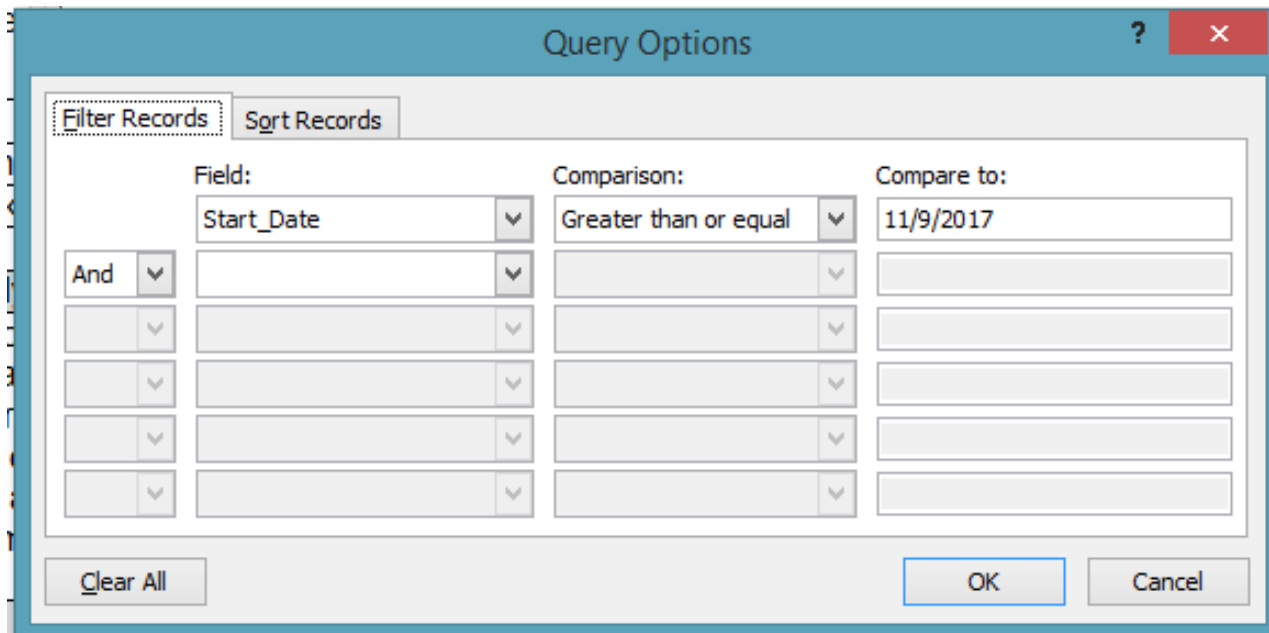 Query Options
?
Filter Records Sort Records
Field: Comparison: Compare to:
Start_Date Greater than or equal 11/9/2017
And
Clear All OK Cancel